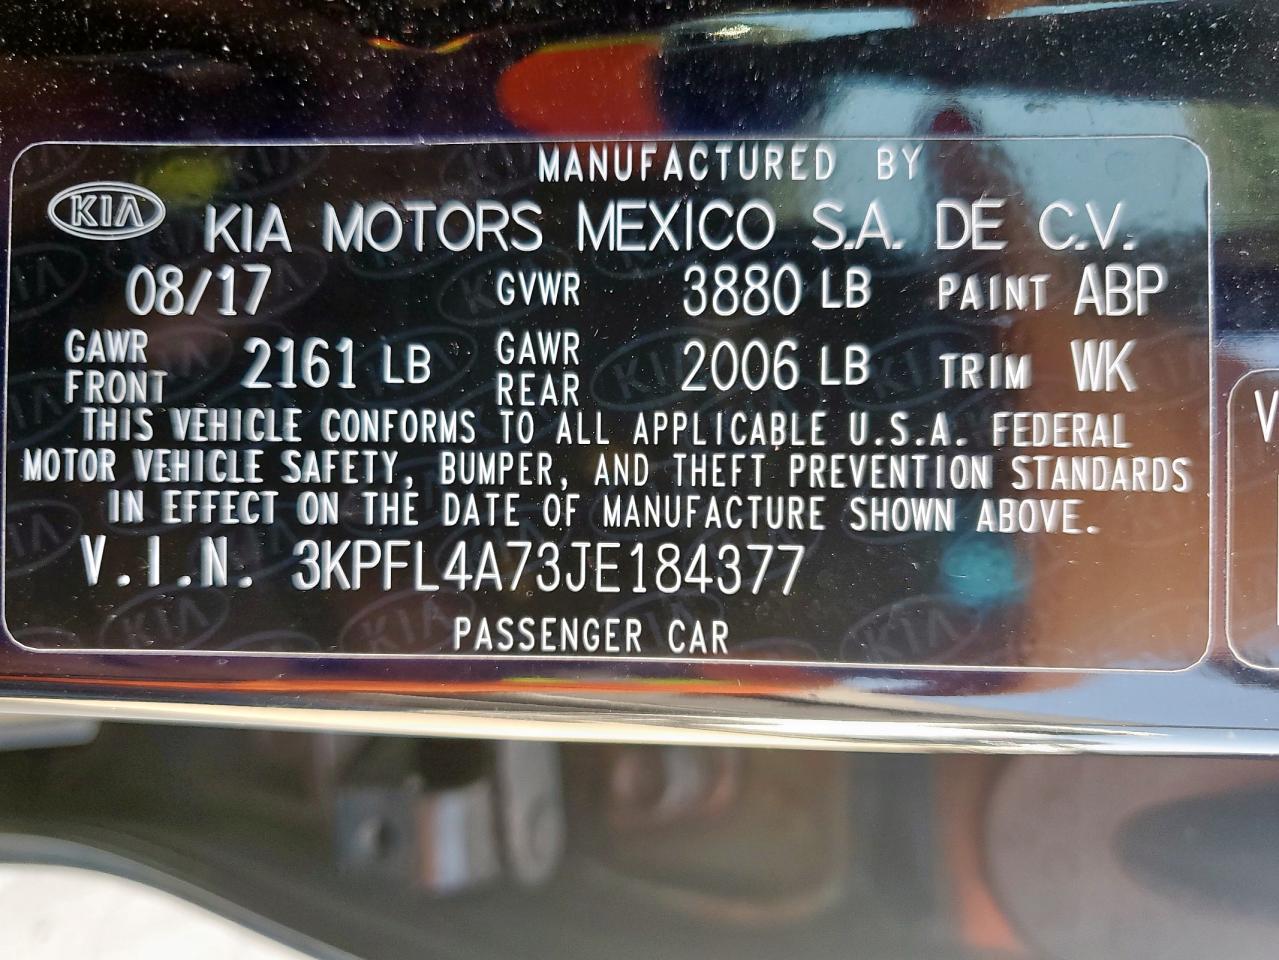 MANUFACTURED BY
KIA KIA MOTORS MEXICO S.A. DE C.V.
08/17 GVWR 3880 LB PAINT ABP
GAWR FRONT 2161 LB GAWR REAR 2006 LB TRIM WK
THIS VEHICLE CONFORMS TO ALL APPLICABLE U.S.A. FEDERAL
MOTOR VEHICLE SAFETY, BUMPER, AND THEFT PREVENTION STANDARDS
IN EFFECT ON THE DATE OF MANUFACTURE SHOWN ABOVE.
V.I.N. 3KPFL4A73JE184377
PASSENGER CAR